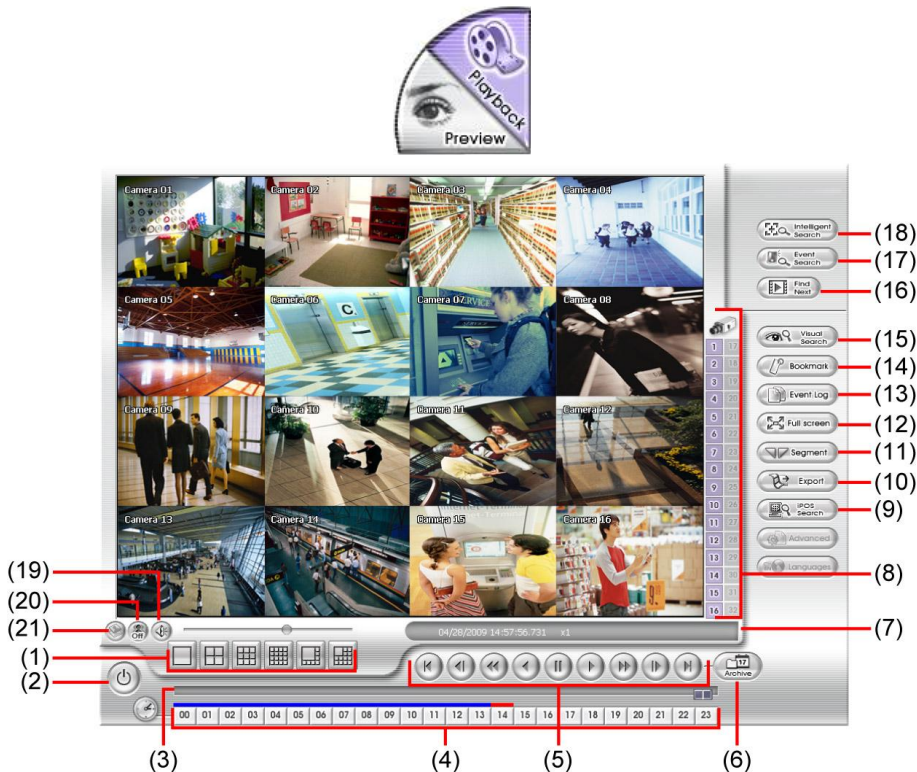 Playback
Preview
Camera 01
Camera 02
Camera 03
Camera 04
Camera 05
Camera 06
C
SERVICE
Camera 07
Camera 08
Camera 09
Camera 10
Camera 11
Camera 12
Camera 13
Camera 14
Camera 15
Camera 16
1 17
2 18
3 19
4 20
5 21
6 22
7 23
8 24
9 25
10 26
11 27
12 28
13 29
14 30
15 31
16 32
Intelligent
Search
(18)
Event
Search
(17)
Find
Next
(16)
Visual
Search
(15)
Bookmark
(14)
Event Log
(13)
Full screen
(12)
Segment
(11)
Export
(10)
iPOS
Search
(9)
Advanced
Languages
(8)
(19)
(20)
Off
(21)
04/28/2009 14:57:56.731 x1
(7)
(1)
(2)
17
Archive
00 01 02 03 04 05 06 07 08 09 10 11 12 13 14 15 16 17 18 19 20 21 22 23
(3)
(4)
(5)
(6)